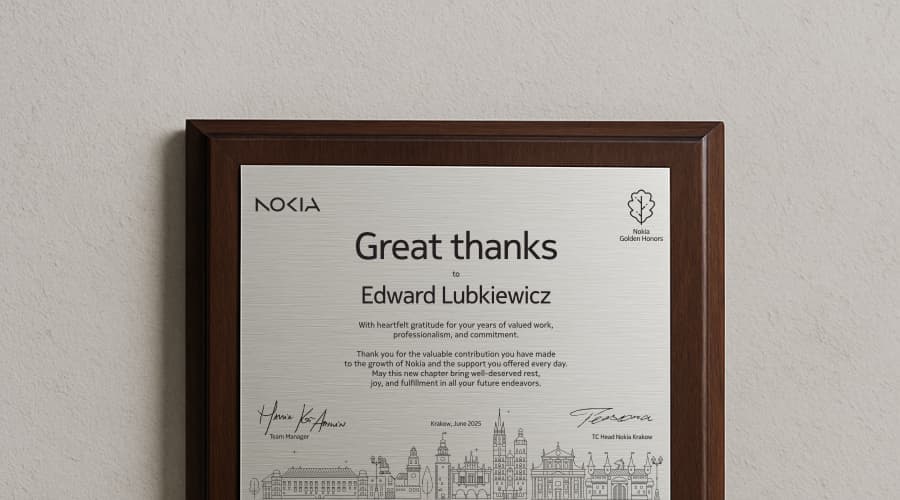 NOKIA
Nokia
Golden Honors
Great thanks
to
Edward Lubkiewicz
With heartfelt gratitude for your years of valued work,
professionalism, and commitment.
Thank you for the valuable contribution you have made
to the growth of Nokia and the support you offered every day.
May this new chapter bring well-deserved rest,
joy, and fulfillment in all your future endeavors.
Team Manager
Krakow, June 2025
TC Head Nokia Krakow